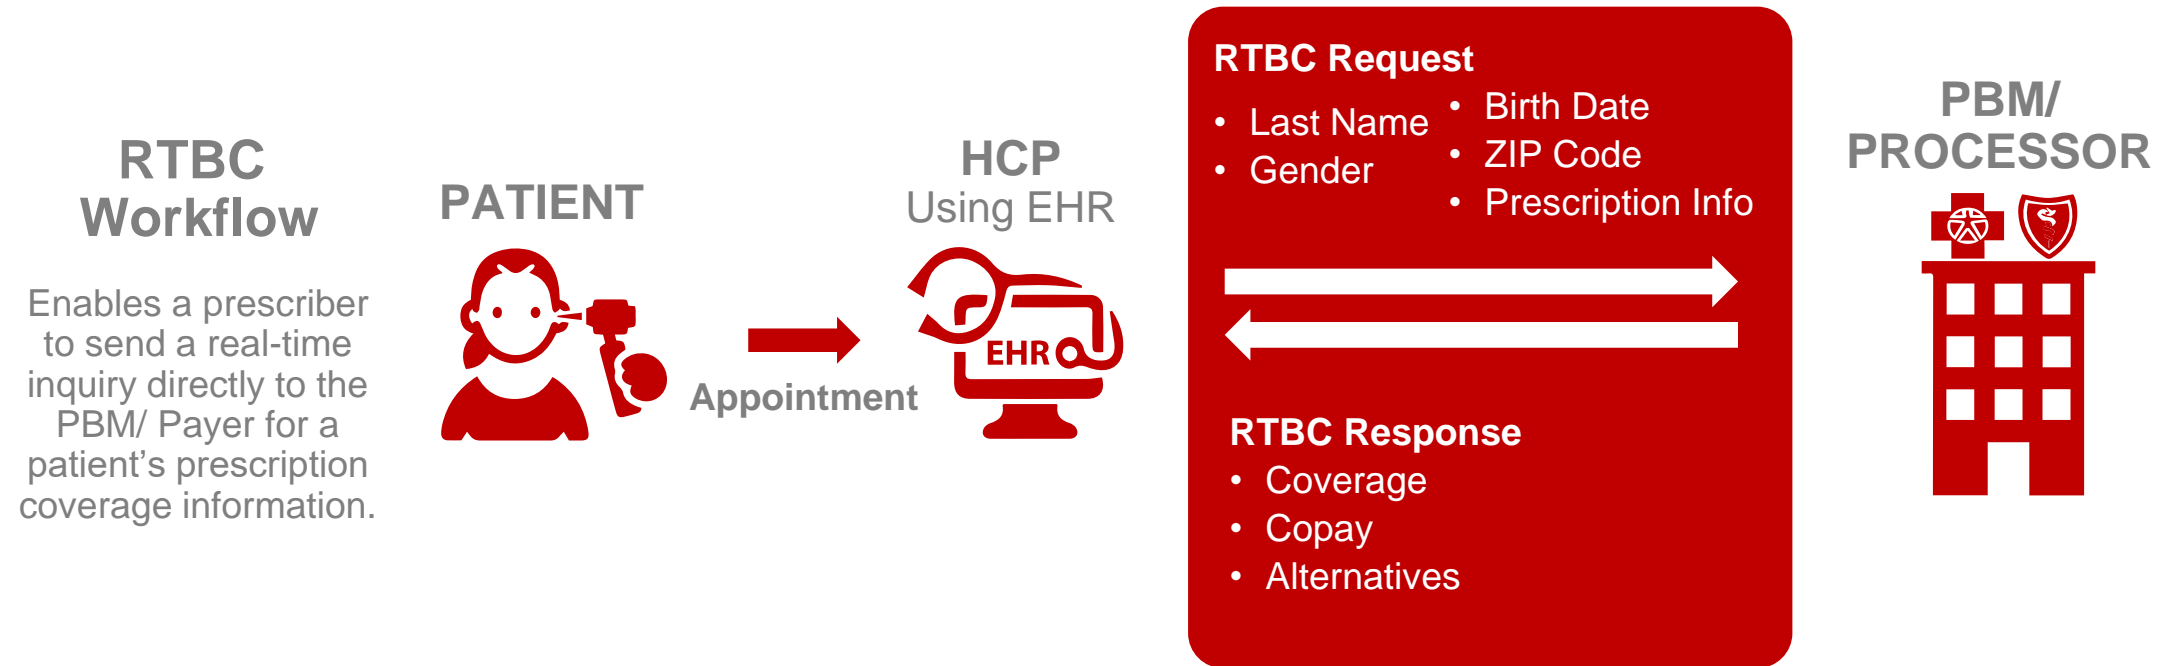 RTBC
Workflow
Enables a prescriber
to send a real-time
inquiry directly to the
PBM/ Payer for a
patient’s prescription
coverage information.
PATIENT
Appointment
HCP
Using EHR
EHR
RTBC Request
• Last Name
• Gender
• Birth Date
• ZIP Code
• Prescription Info
RTBC Response
• Coverage
• Copay
• Alternatives
PBM/
PROCESSOR